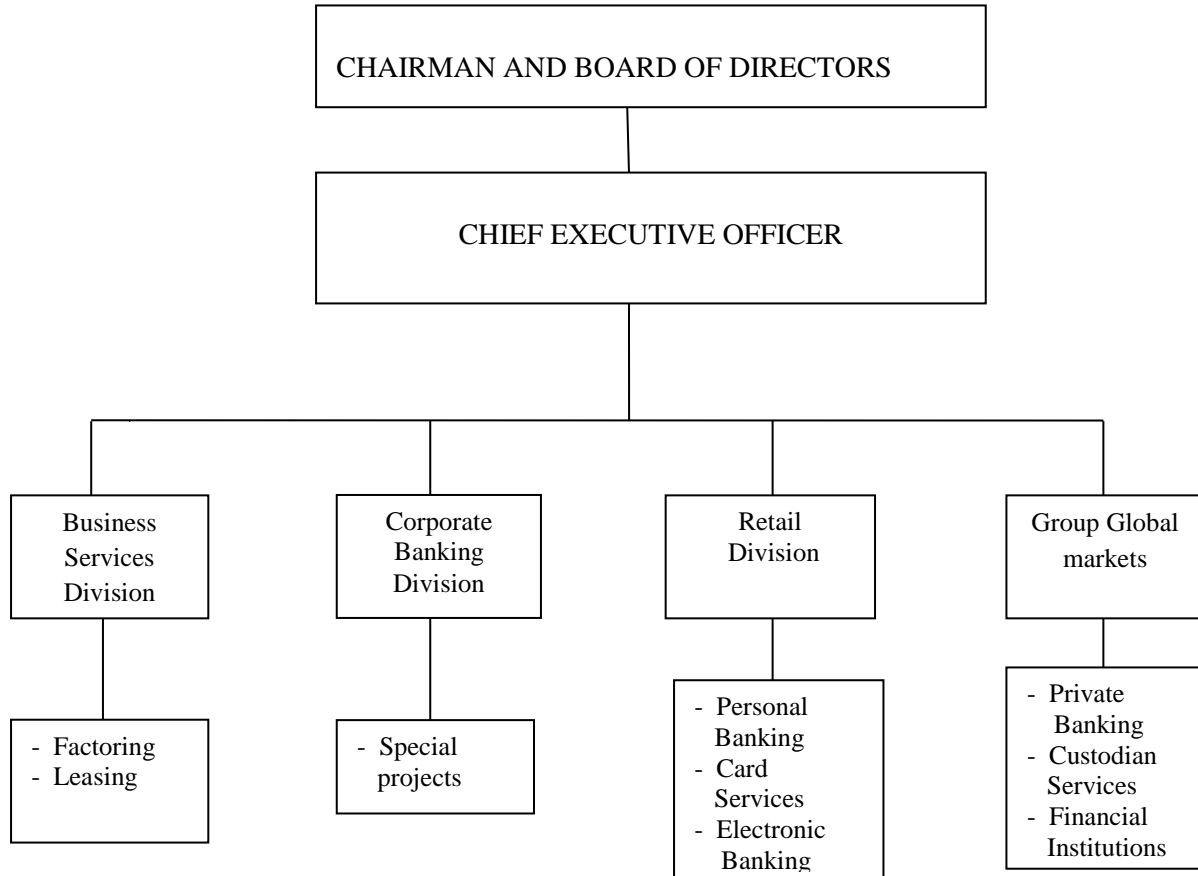 CHAIRMAN AND BOARD OF DIRECTORS
CHIEF EXECUTIVE OFFICER
Business
Services
Division
Corporate
Banking
Division
Retail
Division
Group Global
markets
- Factoring
- Leasing
- Special
projects
- Personal
Banking
- Card
Services
- Electronic
Banking
- Private
Banking
- Custodian
Services
- Financial
Institutions